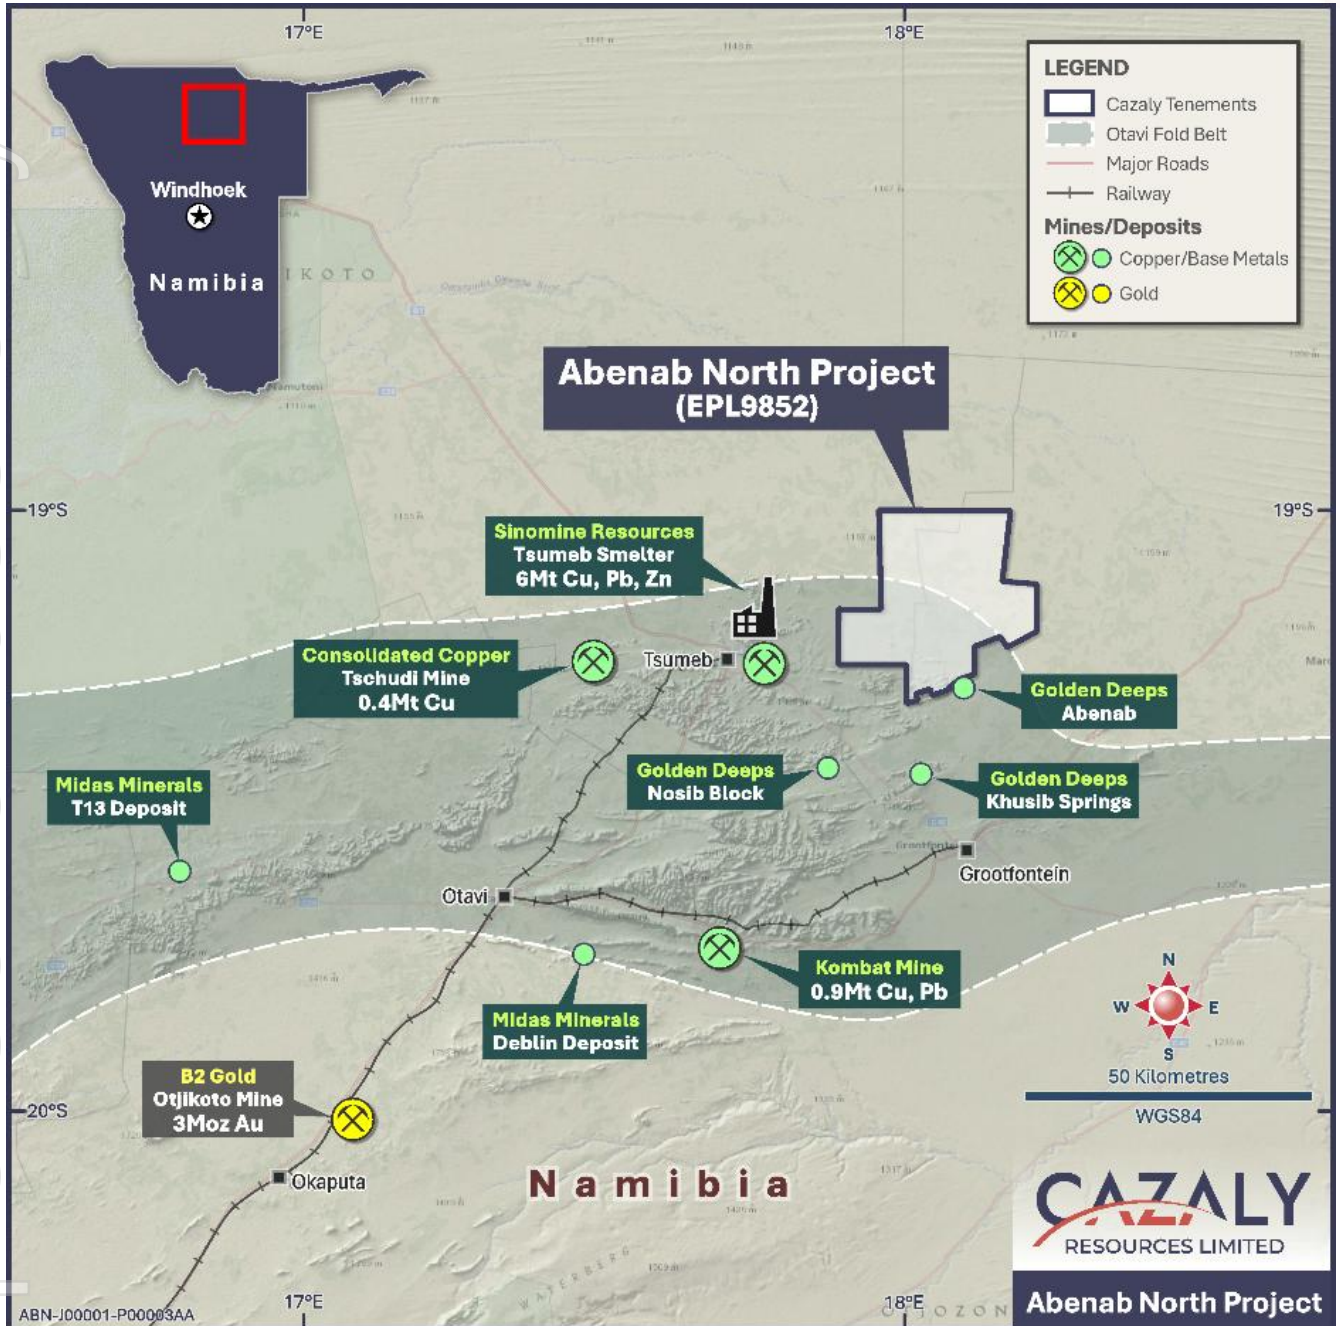 17°E
18°E
LEGEND
Cazaly Tenements
Otavi Fold Belt
Major Roads
Railway
Mines/Deposits
Copper/Base Metals
Gold
Windhoek
Namibia
Abenab North Project
(EPL9852)
19°S
19°S
Sinomine Resources
Tsumeb Smelter
6Mt Cu, Pb, Zn
Consolidated Copper
Tschudi Mine
0.4Mt Cu
Tsumeb
Golden Deeps
Abenab
Golden Deeps
Nosib Block
Golden Deeps
Khusib Springs
Midas Minerals
T13 Deposit
Grootfontein
Otavi
Kombat Mine
0.9Mt Cu, Pb
Midas Minerals
Deblin Deposit
N
W
E
S
50 Kilometres
WGS84
B2 Gold
Otjikoto Mine
3Moz Au
20°S
Okaputa
Namibia
WATERBERG
CAZALY
RESOURCES LIMITED
Abenab North Project
17°E
18°E
ABN-J00001-P00003AA